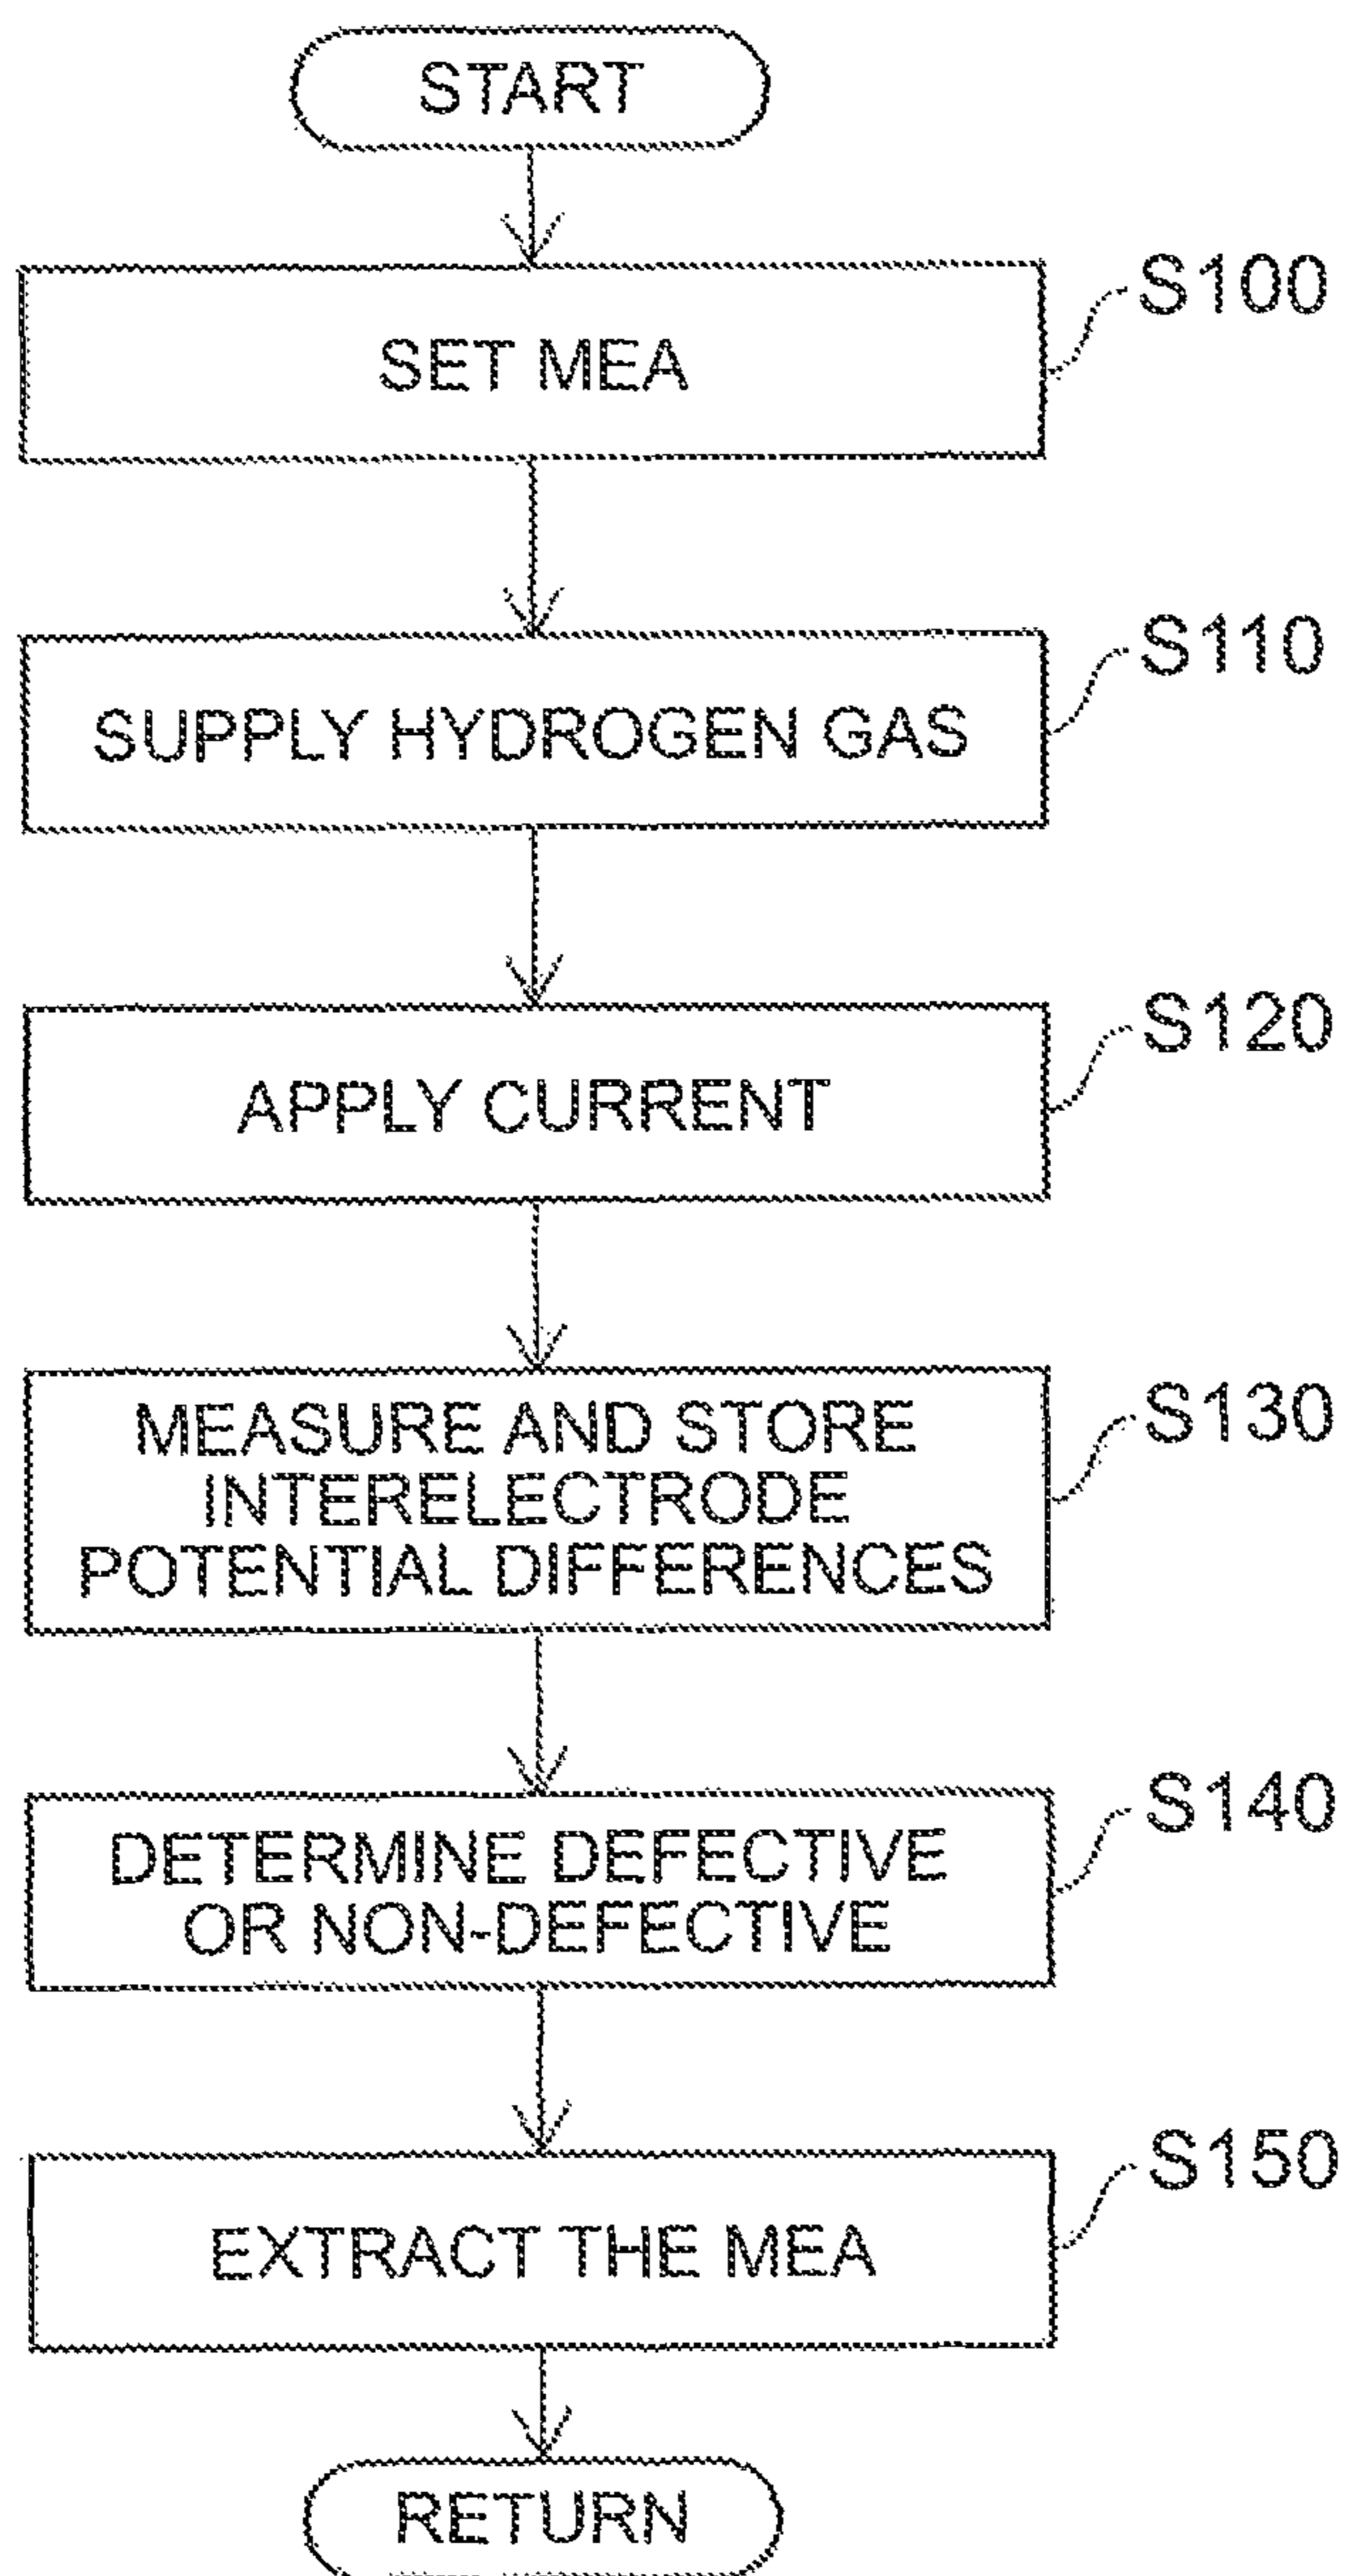 START
S100
SET MEA
S110
SUPPLY HYDROGEN GAS
S120
APPLY CURRENT
S130
MEASURE AND STORE
INTERELECTRODE
POTENTIAL DIFFERENCES
S140
DETERMINE DEFECTIVE
OR NON-DEFECTIVE
S150
EXTRACT THE MEA
RETURN